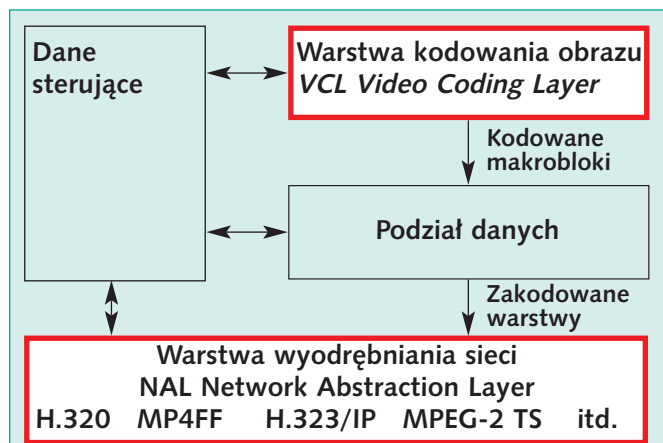 Dane
sterujące
Warstwa kodowania obrazu
VCL Video Coding Layer
Kodowane
makrobloki
Podział danych
Zakodowane
warstwy
Warstwa wyodrębniania sieci
NAL Network Abstraction Layer
H.320 MP4FF H.323/IP MPEG-2 TS itd.